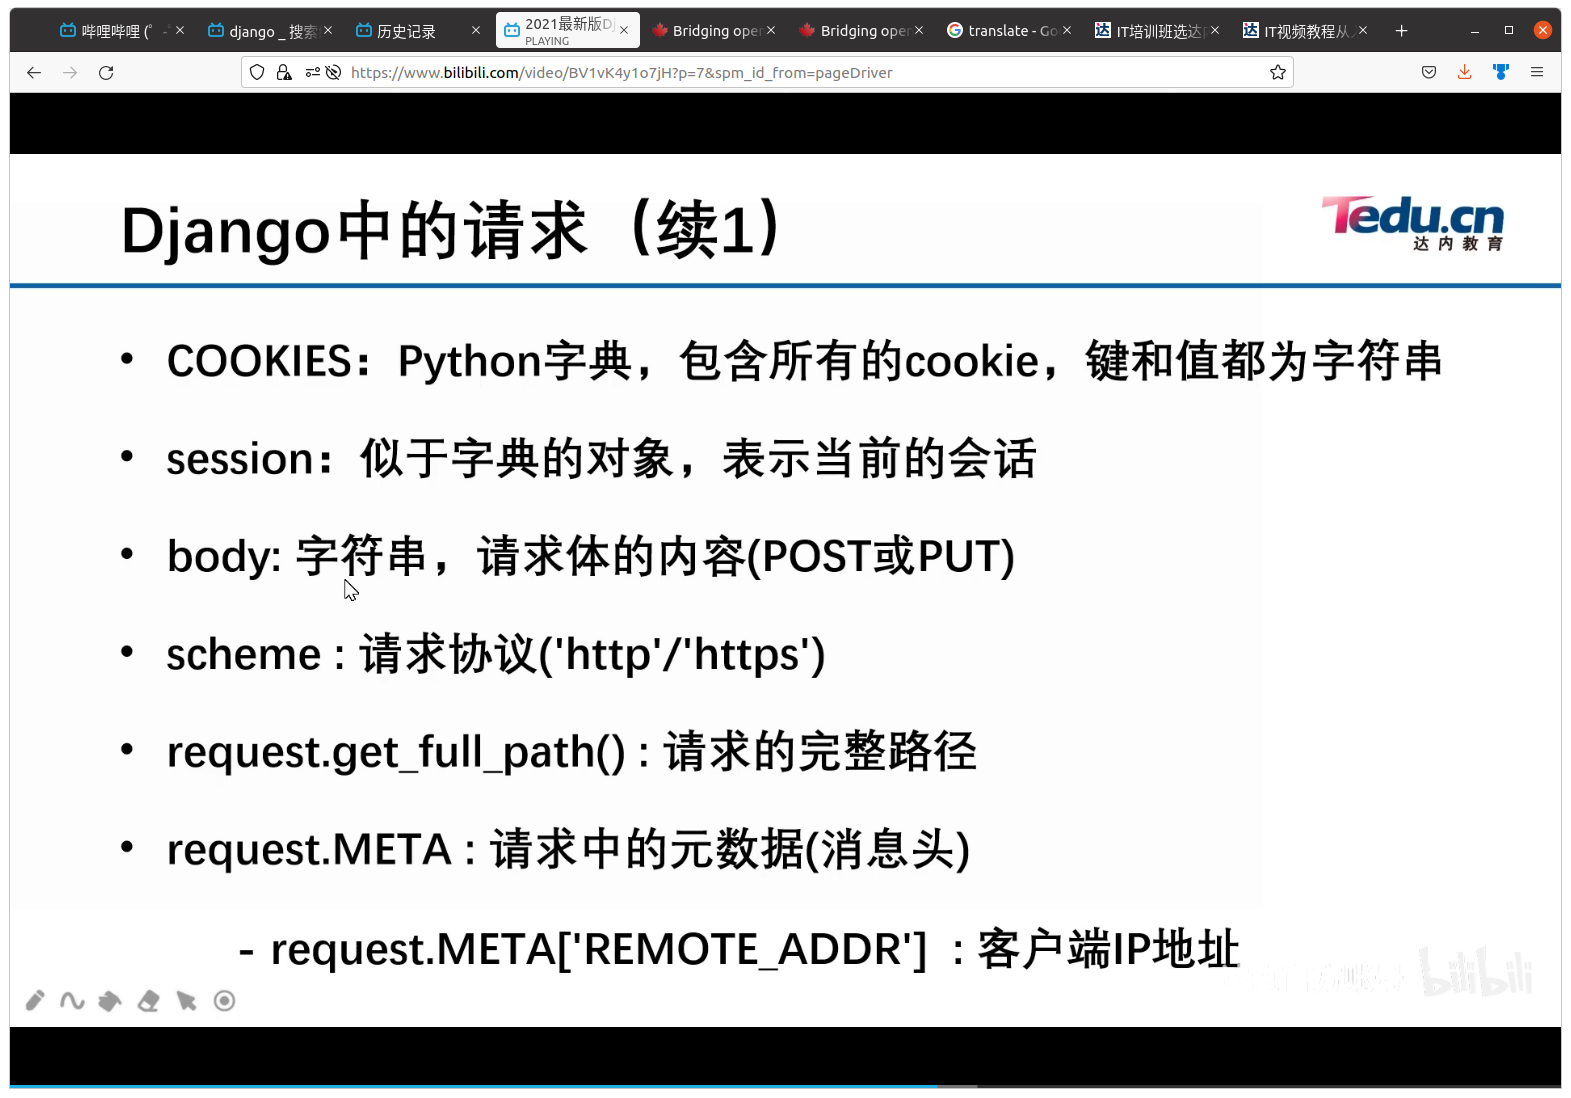 哔哩哔哩 (゜-゜
django _ 搜索
历史记录
2021最新版Dj
PLAYING
Bridging oper
Bridging oper
translate - Go
IT培训班选达
IT视频教程从
https://www.bilibili.com/video/BV1vK4y1o7jH?p=7&spm_id_from=pageDriver
Django中的请求（续1）
Tedu.cn
达内教育
• COOKIES：Python字典，包含所有的cookie，键和值都为字符串
• session：似于字典的对象，表示当前的会话
• body: 字符串，请求体的内容(POST或PUT)
• scheme : 请求协议('http'/'https')
• request.get_full_path() : 请求的完整路径
• request.META : 请求中的元数据(消息头)
- request.META['REMOTE_ADDR'] : 客户端IP地址
bilibili